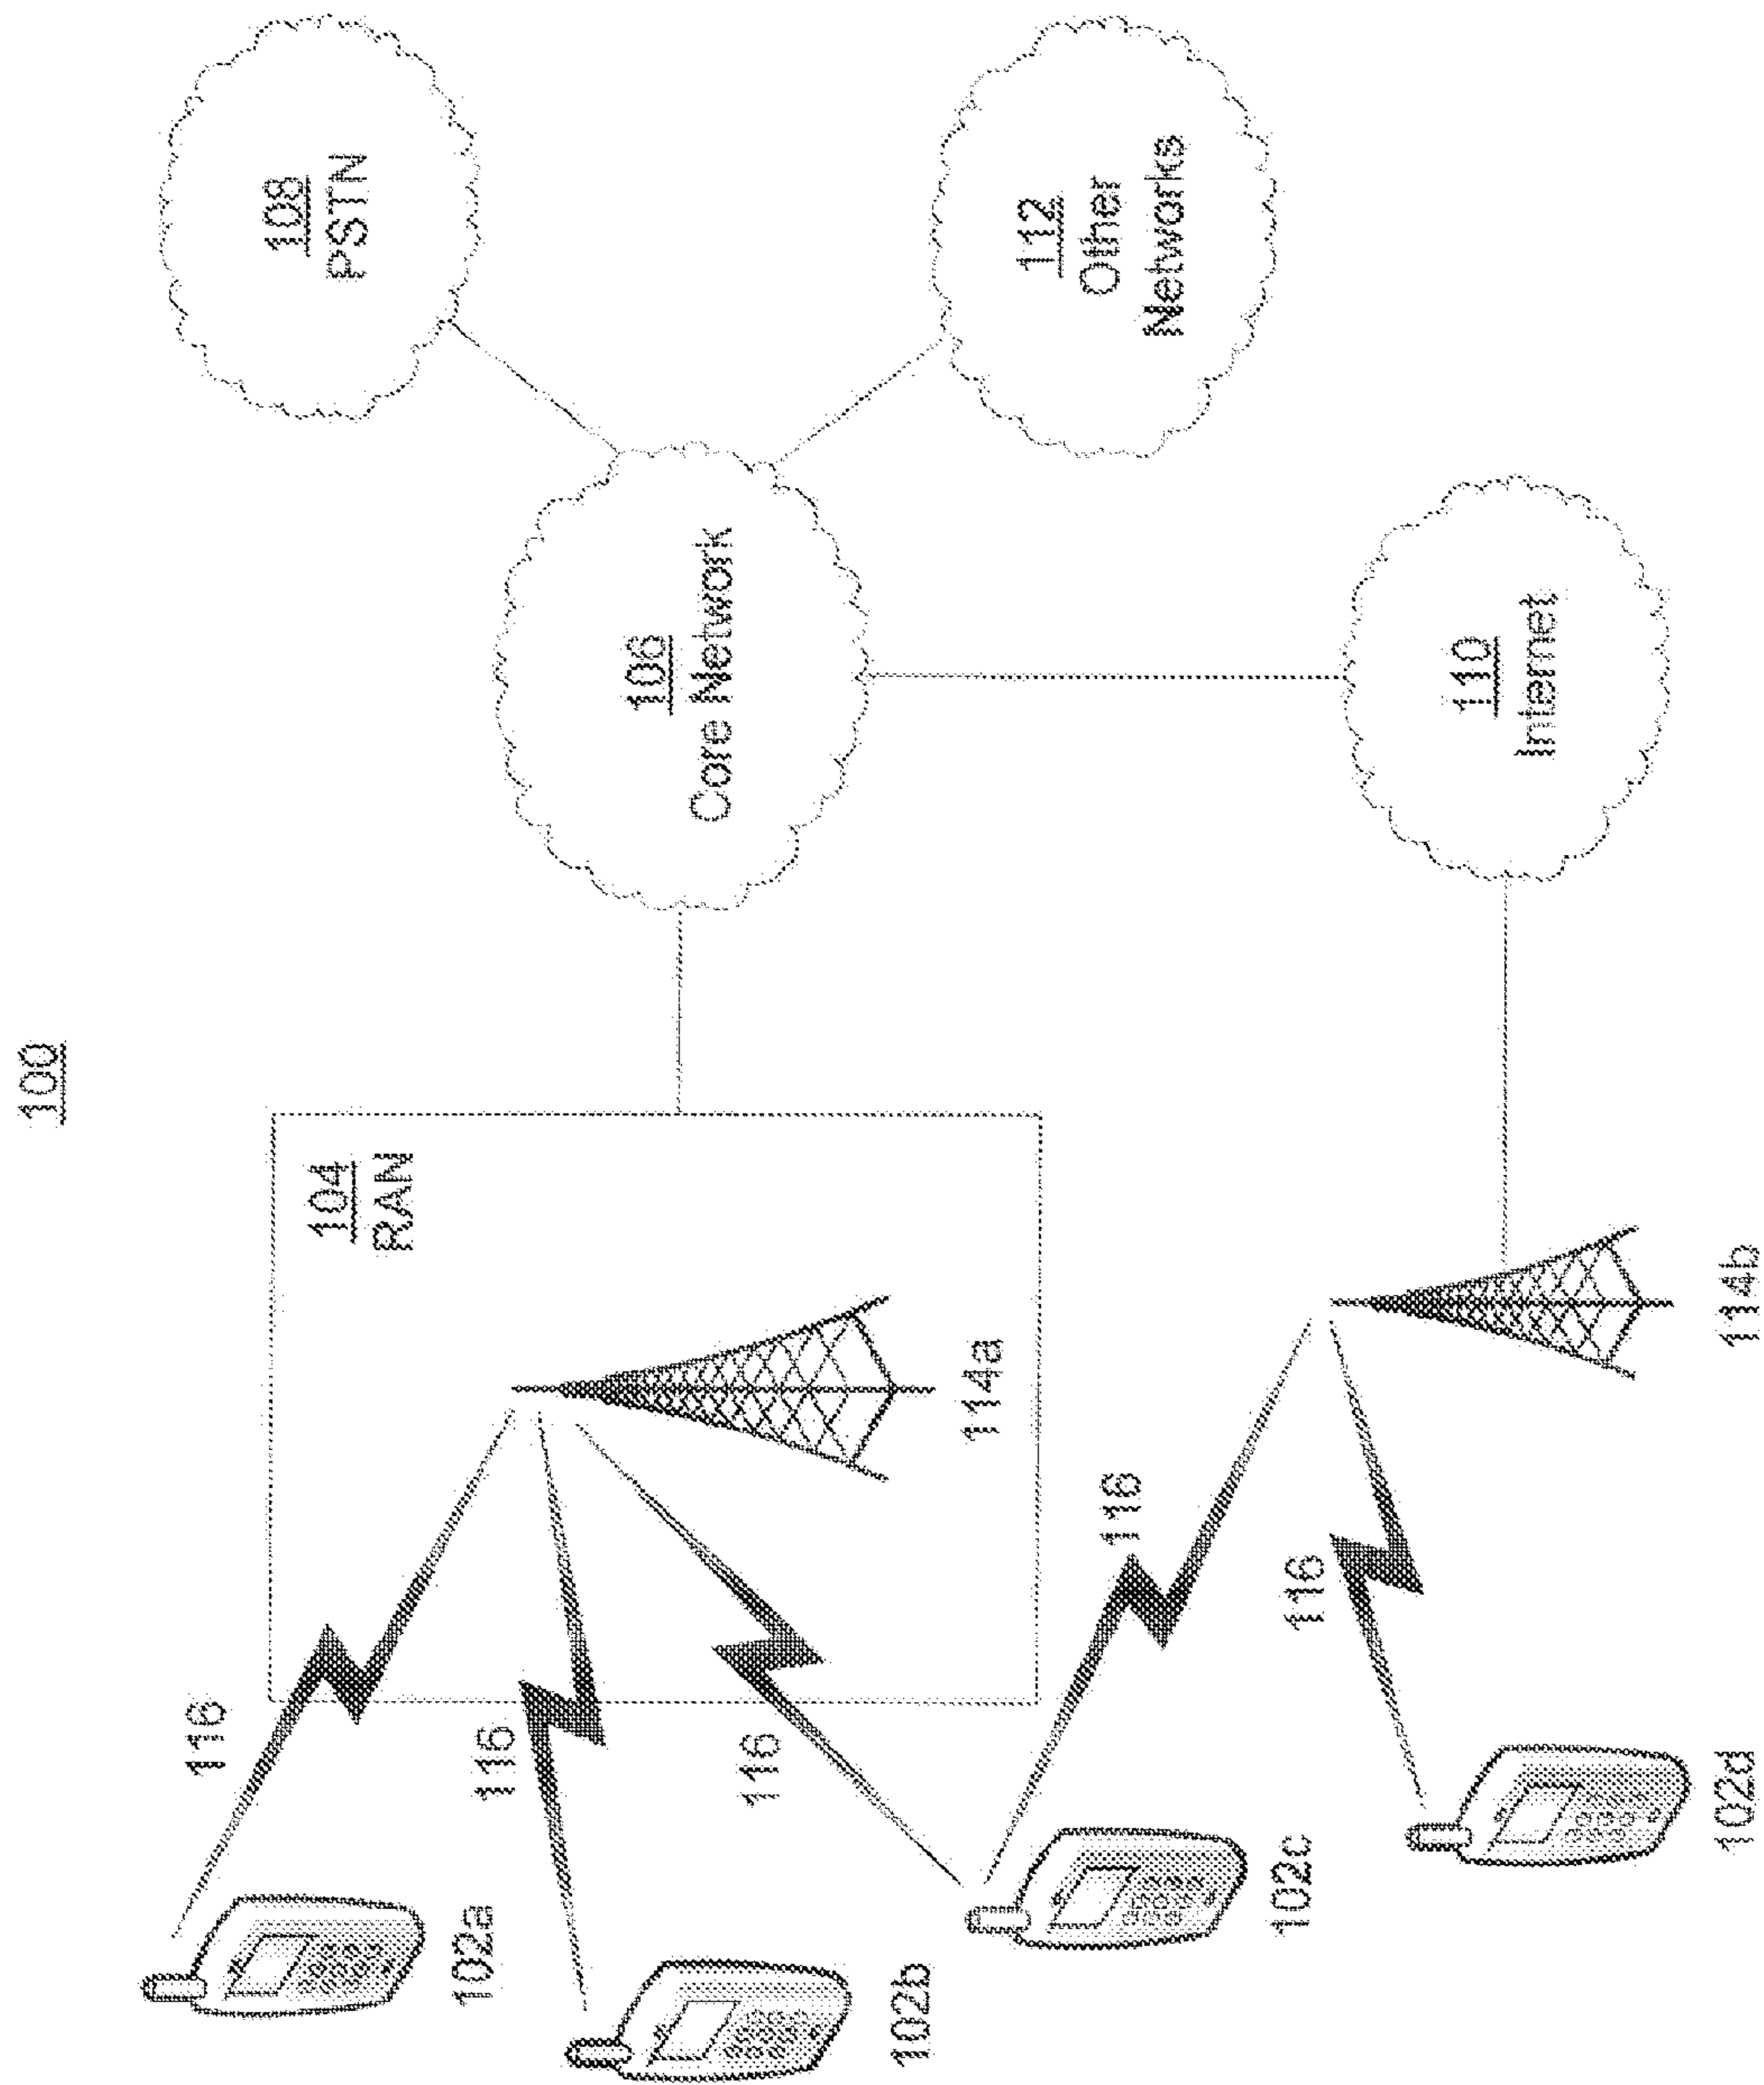 100
108
PSTN
106
Core Network
112
Other
Networks
110
Internet
104
RAN
114a
114b
116
116
116
116
116
102a
102b
102c
102d